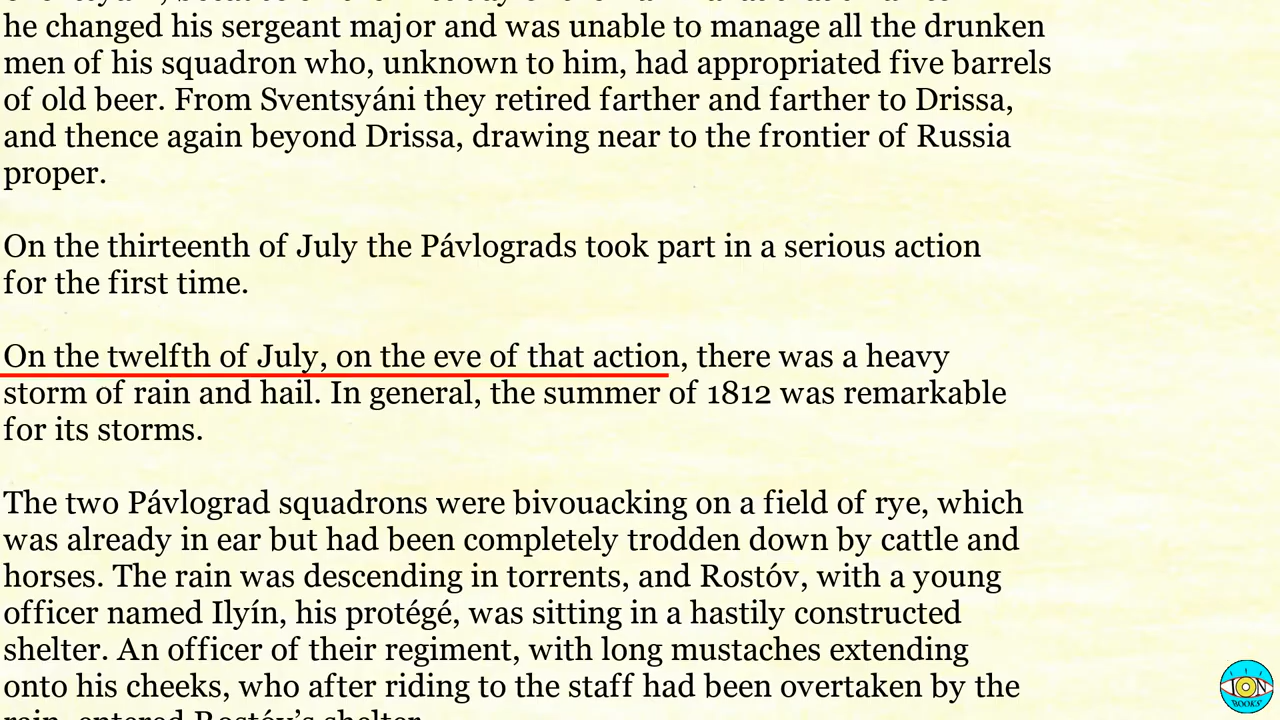 he changed his sergeant major and was unable to manage all the drunken
men of his squadron who, unknown to him, had appropriated five barrels
of old beer. From Sventsyáni they retired farther and farther to Drissa,
and thence again beyond Drissa, drawing near to the frontier of Russia
proper.
On the thirteenth of July the Pávlograds took part in a serious action
for the first time.
On the twelfth of July, on the eve of that action, there was a heavy
storm of rain and hail. In general, the summer of 1812 was remarkable
for its storms.
The two Pávlograd squadrons were bivouacking on a field of rye, which
was already in ear but had been completely trodden down by cattle and
horses. The rain was descending in torrents, and Rostóv, with a young
officer named Ilyín, his protégé, was sitting in a hastily constructed
shelter. An officer of their regiment, with long mustaches extending
onto his cheeks, who after riding to the staff had been overtaken by the
rain, entered Rostóv’s shelter.
ION
BOOKS